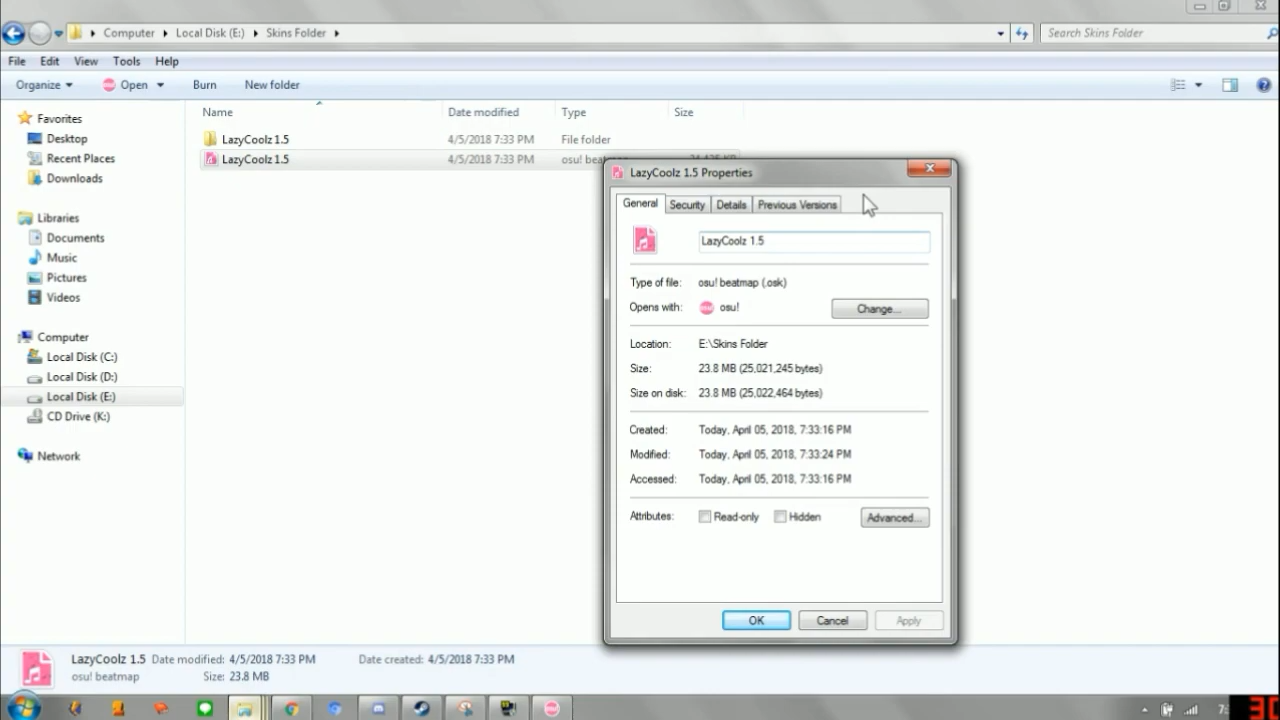 Computer Local Disk (E:) Skins Folder Search Skins Folder
File Edit View Tools Help
Organize Open Burn New folder
Name Date modified Type Size
Favorites
Desktop
Recent Places
Downloads
Libraries
Documents
Music
Pictures
Videos
Computer
Local Disk (C:)
Local Disk (D:)
Local Disk (E:)
CD Drive (K:)
Network
LazyCoolz 1.5 4/5/2018 7:33 PM File folder
LazyCoolz 1.5 4/5/2018 7:33 PM osu! beatmap
LazyCoolz 1.5 Properties
General Security Details Previous Versions
LazyCoolz 1.5
Type of file: osu! beatmap (.osk)
Opens with: osu! Change...
Location: E:\Skins Folder
Size: 23.8 MB (25,021,245 bytes)
Size on disk: 23.8 MB (25,022,464 bytes)
Created: Today, April 05, 2018, 7:33:16 PM
Modified: Today, April 05, 2018, 7:33:24 PM
Accessed: Today, April 05, 2018, 7:33:16 PM
Attributes: Read-only Hidden Advanced...
OK Cancel Apply
LazyCoolz 1.5 Date modified: 4/5/2018 7:33 PM Date created: 4/5/2018 7:33 PM
osu! beatmap Size: 23.8 MB